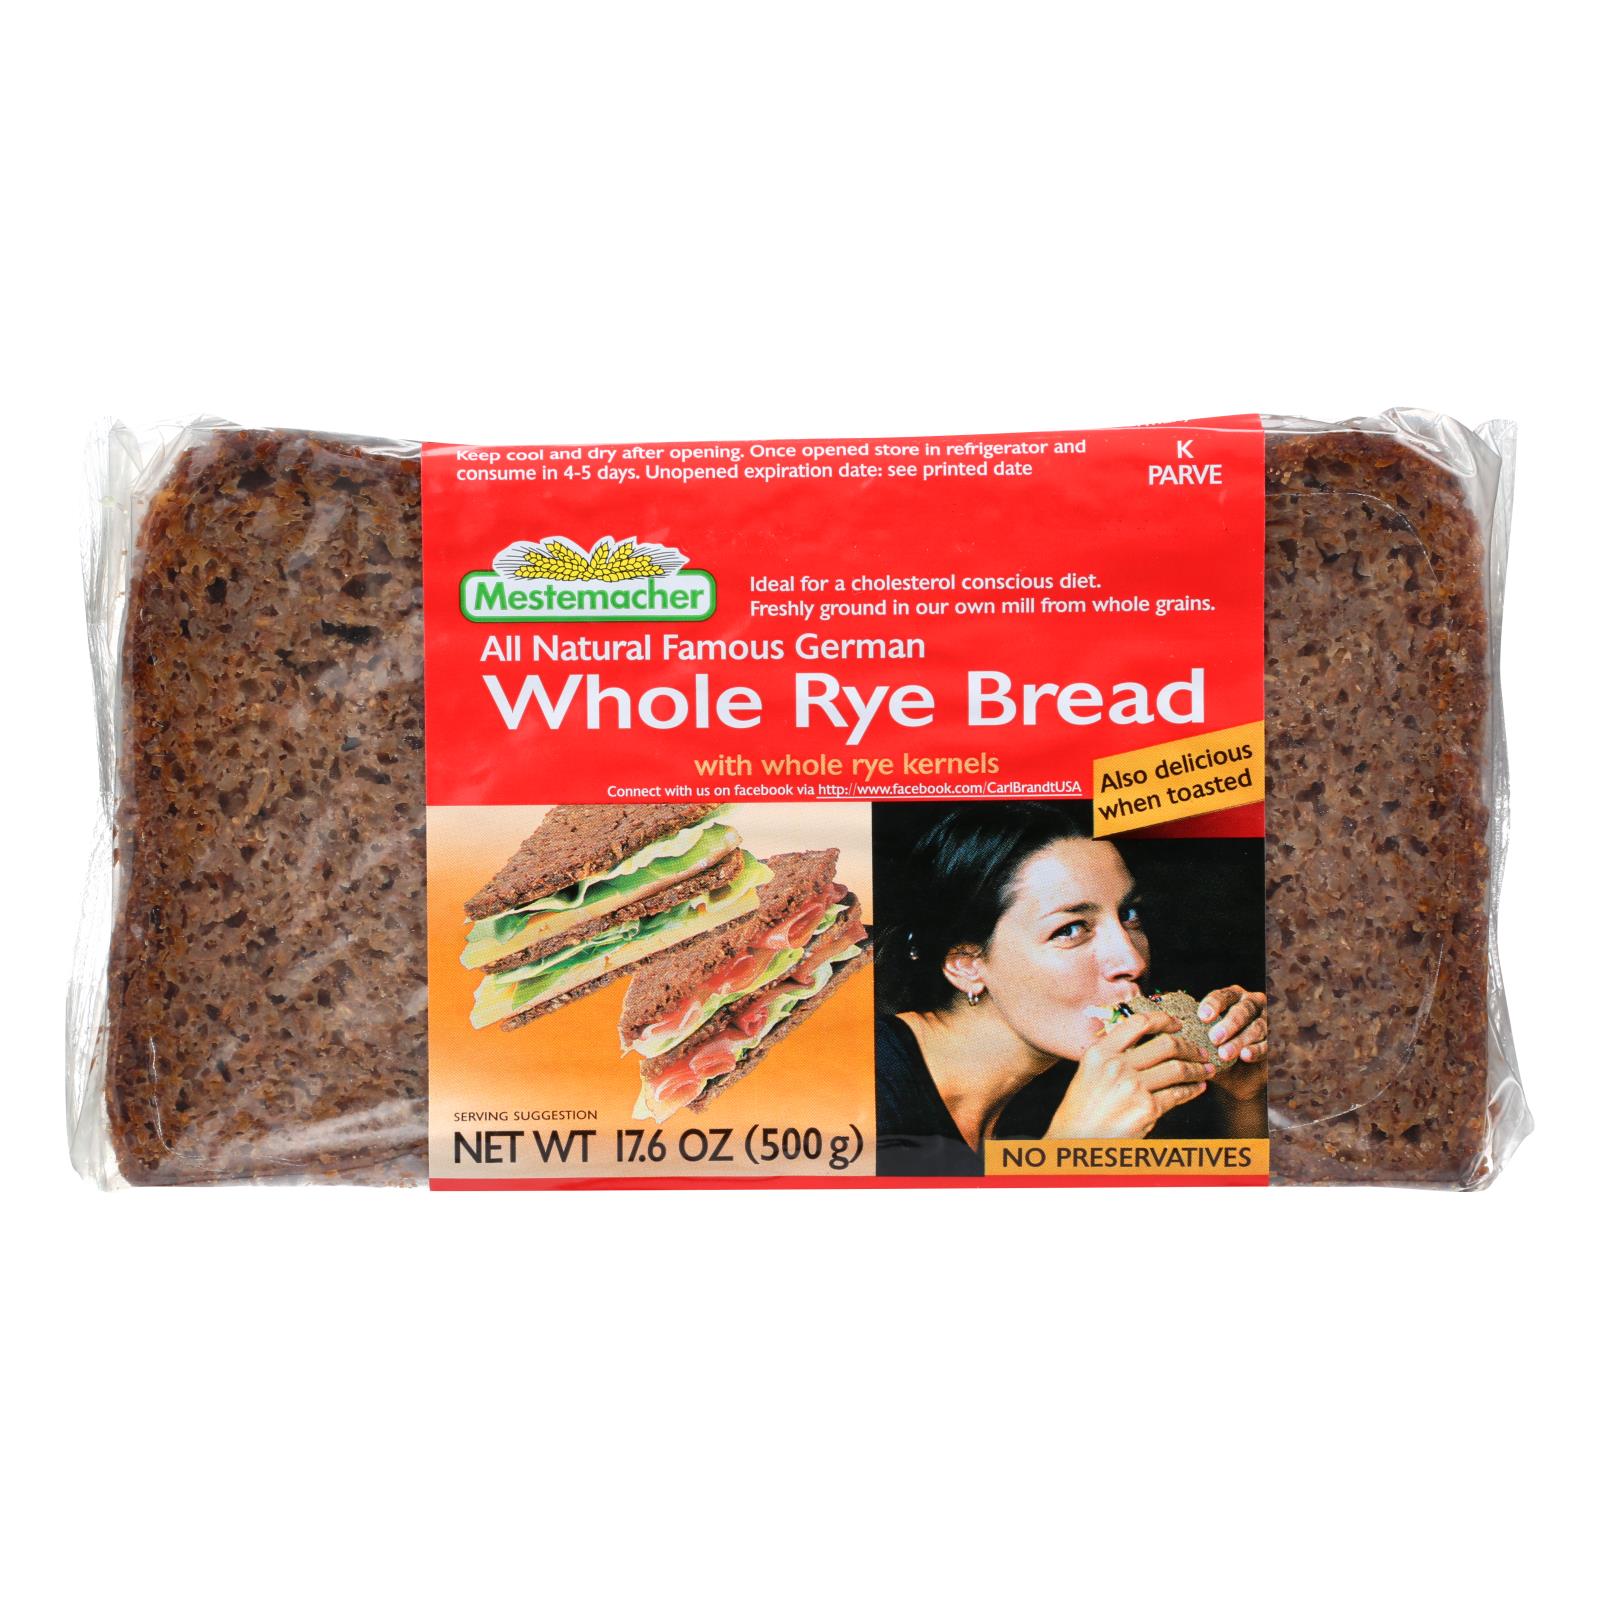 Keep cool and dry after opening. Once opened store in refrigerator and
consume in 4-5 days. Unopened expiration date: see printed date
K
PARVE
Mestemacher
Ideal for a cholesterol conscious diet.
Freshly ground in our own mill from whole grains.
All Natural Famous German
Whole Rye Bread
with whole rye kernels
Connect with us on facebook via http://www.facebook.com/CarlBrandtUSA
Also delicious
when toasted
SERVING SUGGESTION
NET WT 17.6 OZ (500 g)
NO PRESERVATIVES